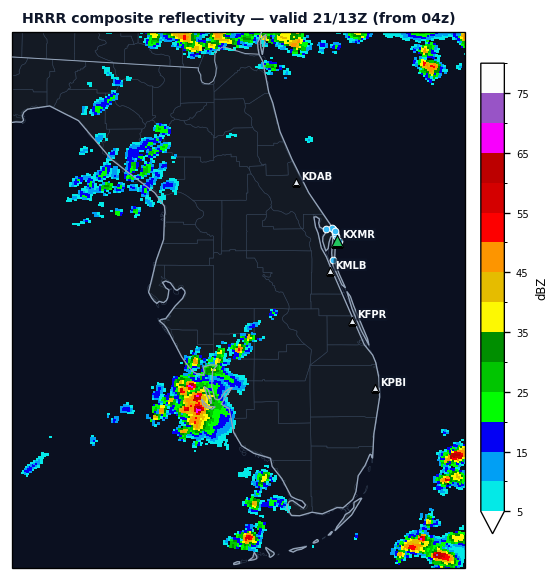 HRRR composite reflectivity — valid 21/13Z (from 04z)
KDAB
KXMR
KMLB
KFPR
KPBI
75
65
55
45
35
25
15
5
dBZ